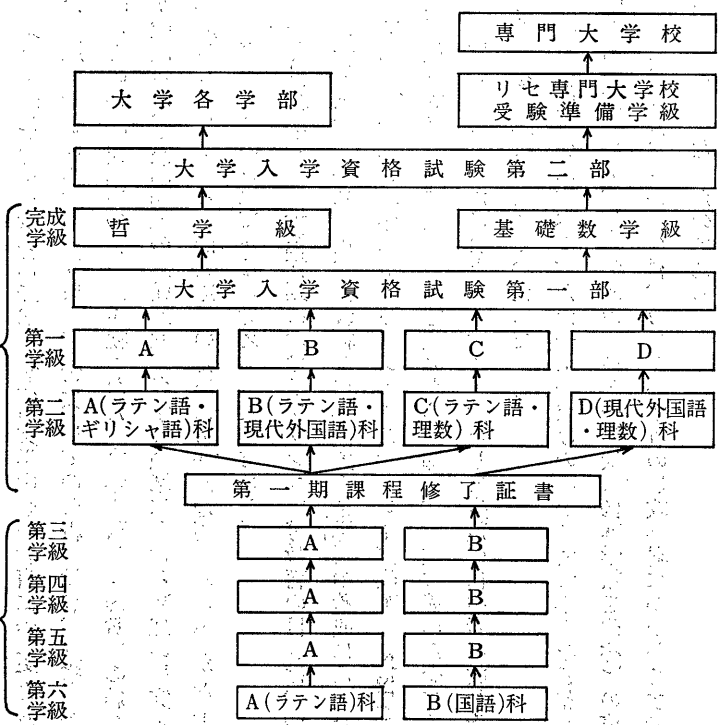 専門大学校
大学各学部
リセ専門大学校
受験準備学級
大学入学資格試験第二部
完成
学級
哲学級
基礎数学級
大学入学資格試験第一部
第一
学級
A
B
C
D
第二
学級
A(ラテン語・
ギリシャ語)科
B(ラテン語・
現代外国語)科
C(ラテン語・
理数)科
D(現代外国語
・理数)科
第一期課程修了証書
第三
学級
A
B
第四
学級
A
B
第五
学級
A
B
第六
学級
A(ラテン語)科
B(国語)科